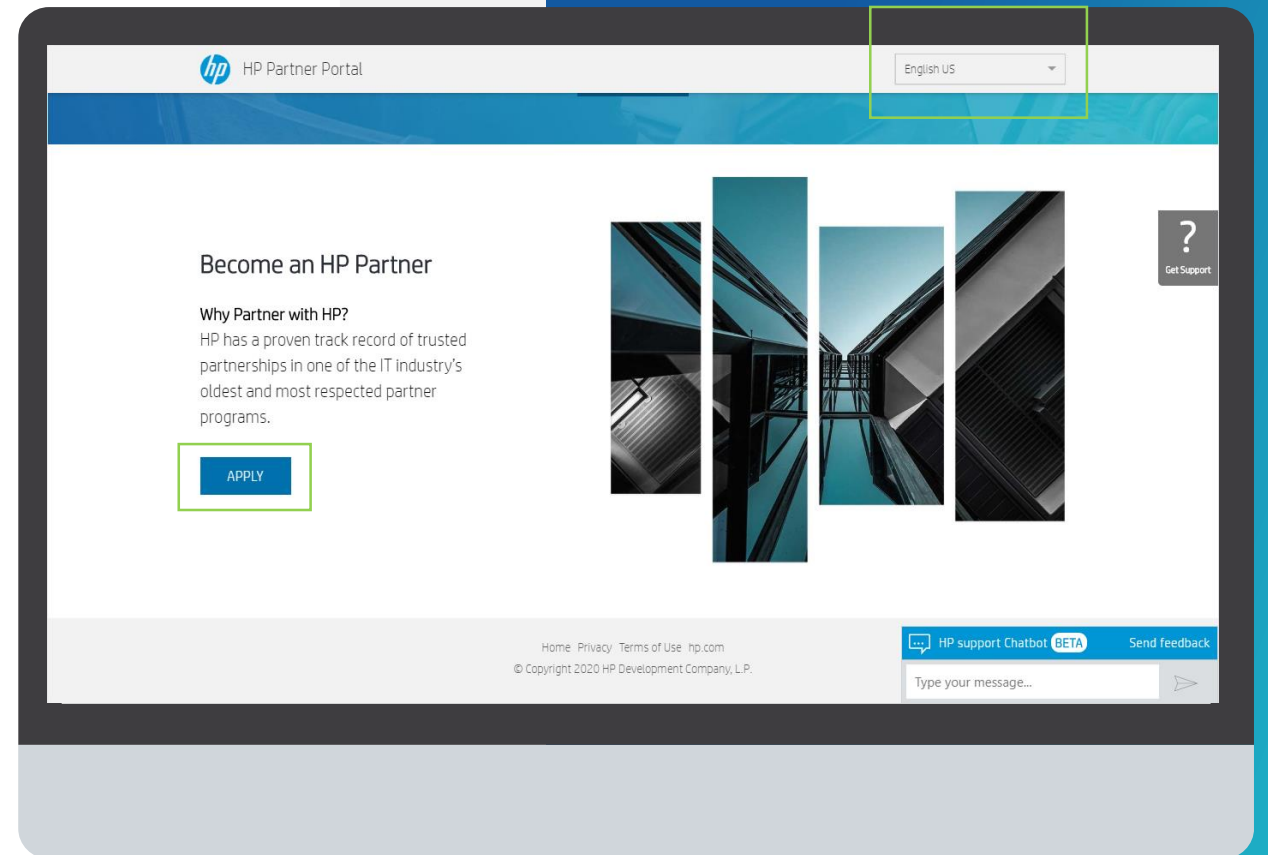 hp HP Partner Portal
English US
Become an HP Partner
Why Partner with HP?
HP has a proven track record of trusted
partnerships in one of the IT industry's
oldest and most respected partner
programs.
APPLY
?
Get Support
Home Privacy Terms of Use hp.com
© Copyright 2020 HP Development Company, L.P.
HP support Chatbot BETA Send feedback
Type your message...